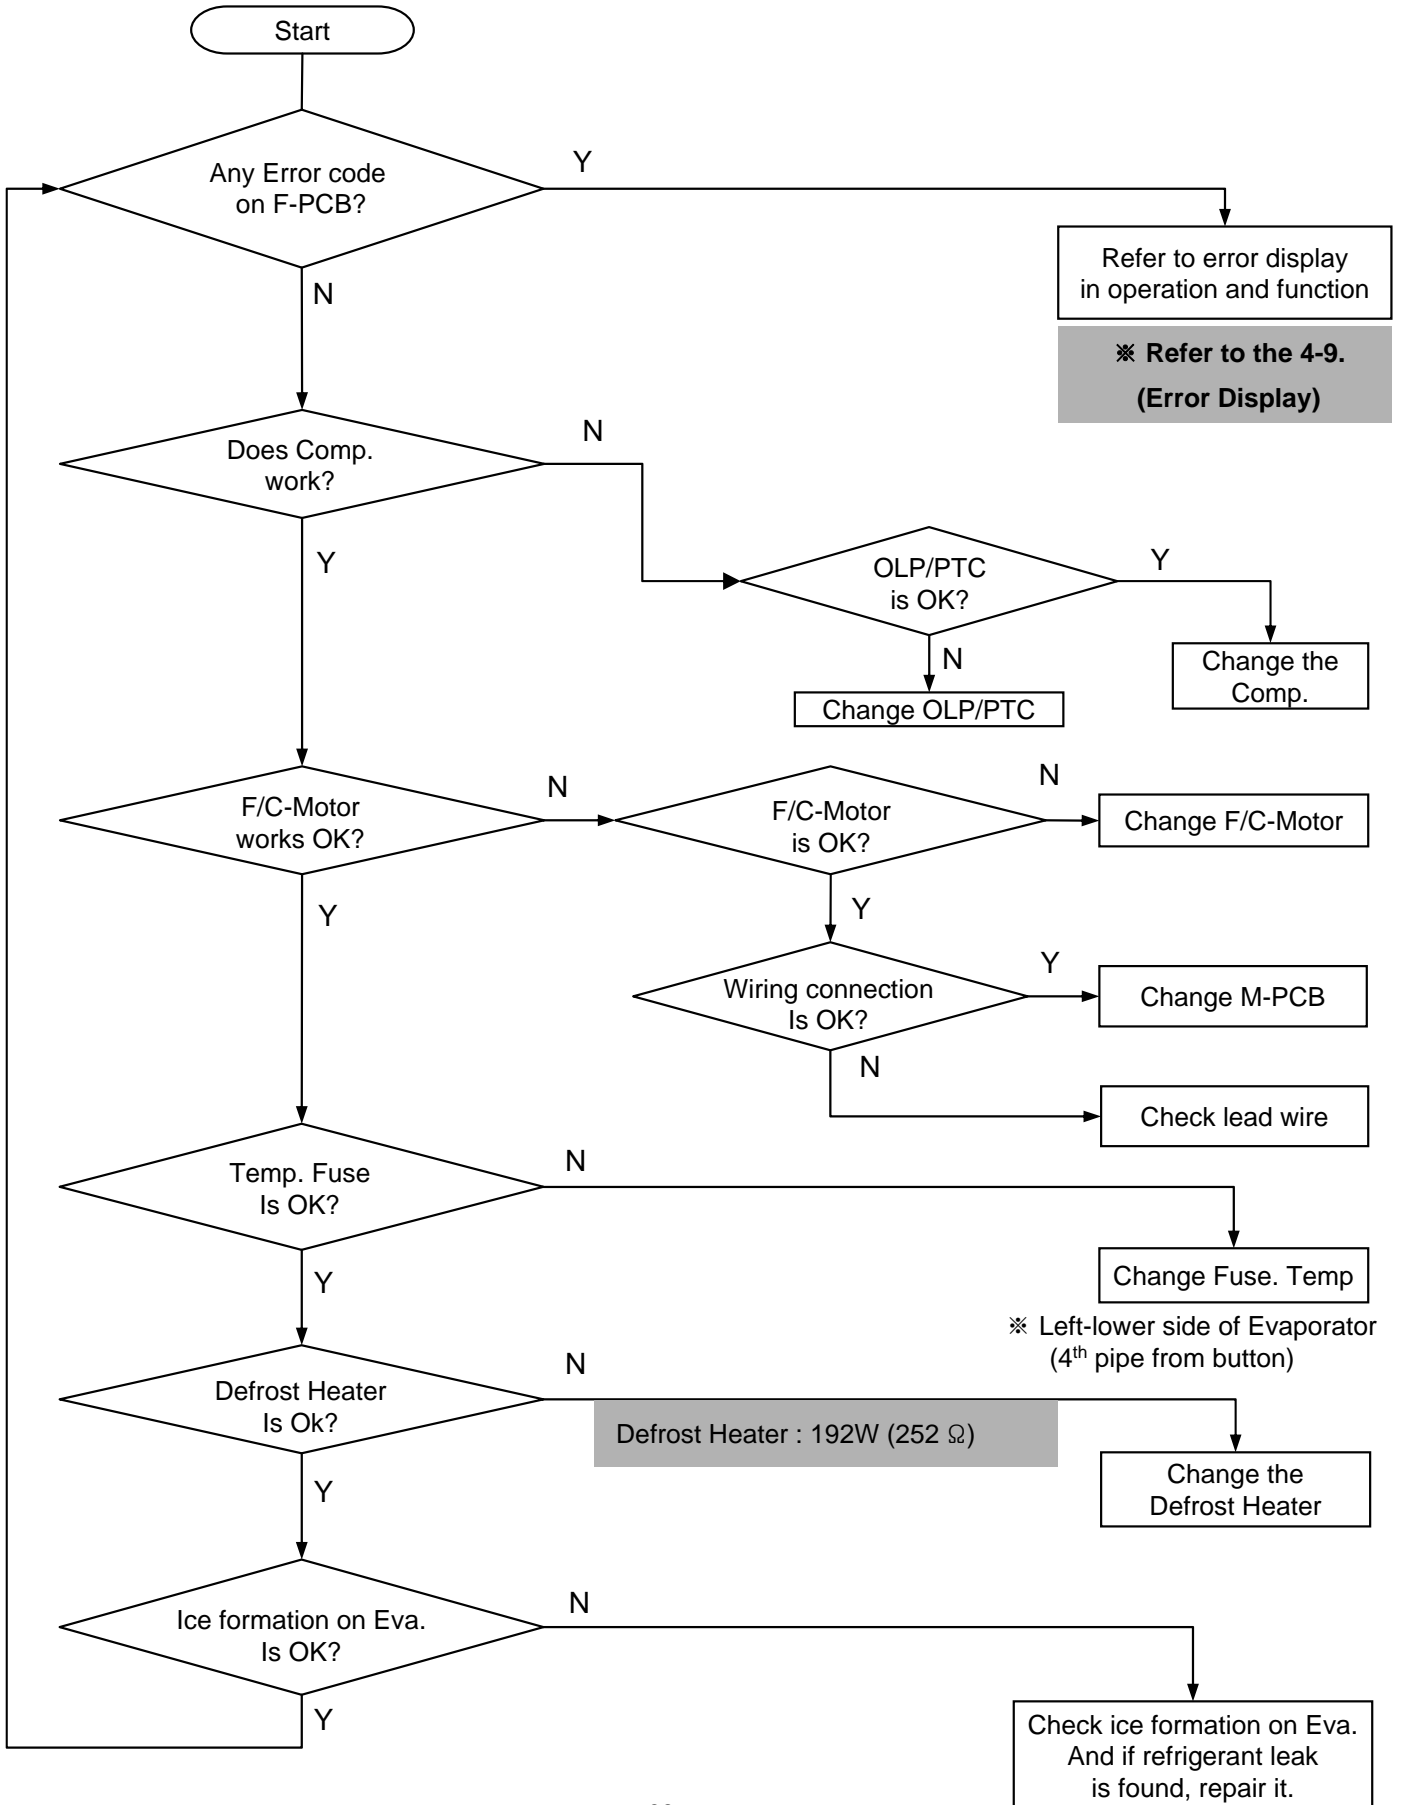 Start
Any Error code
on F-PCB?
Y
N
Refer to error display
in operation and function
※ Refer to the 4-9.
(Error Display)
Does Comp.
work?
N
Y
OLP/PTC
is OK?
Y
N
Change the
Comp.
Change OLP/PTC
F/C-Motor
works OK?
N
Y
F/C-Motor
is OK?
N
Change F/C-Motor
Y
Wiring connection
Is OK?
Y
Change M-PCB
N
Check lead wire
Temp. Fuse
Is OK?
N
Y
Change Fuse. Temp
※ Left-lower side of Evaporator
(4th pipe from button)
Defrost Heater
Is Ok?
N
Defrost Heater : 192W (252 Ω)
Y
Change the
Defrost Heater
Ice formation on Eva.
Is OK?
N
Y
Check ice formation on Eva.
And if refrigerant leak
is found, repair it.